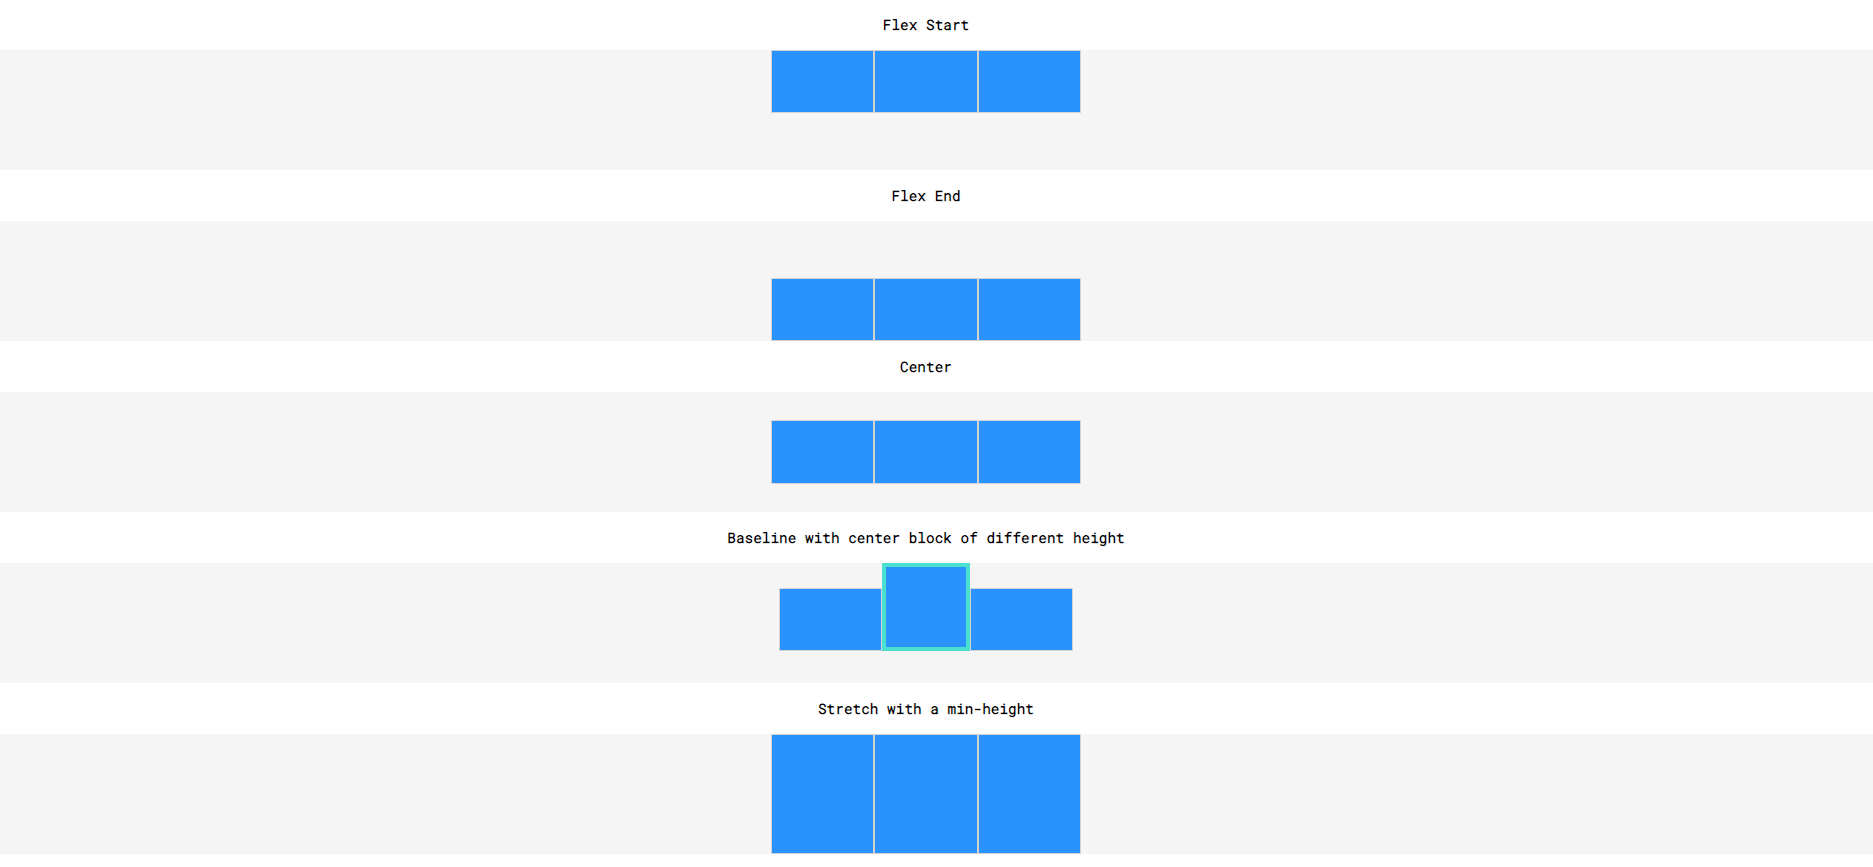 Flex Start
Flex End
Center
Baseline with center block of different height
Stretch with a min-height